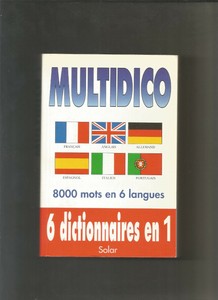 MULTIDICO
FRANÇAIS ANGLAIS ALLEMAND
ESPAGNOL ITALIEN PORTUGAIS
8000 mots en 6 langues
6 dictionnaires en 1
Solar